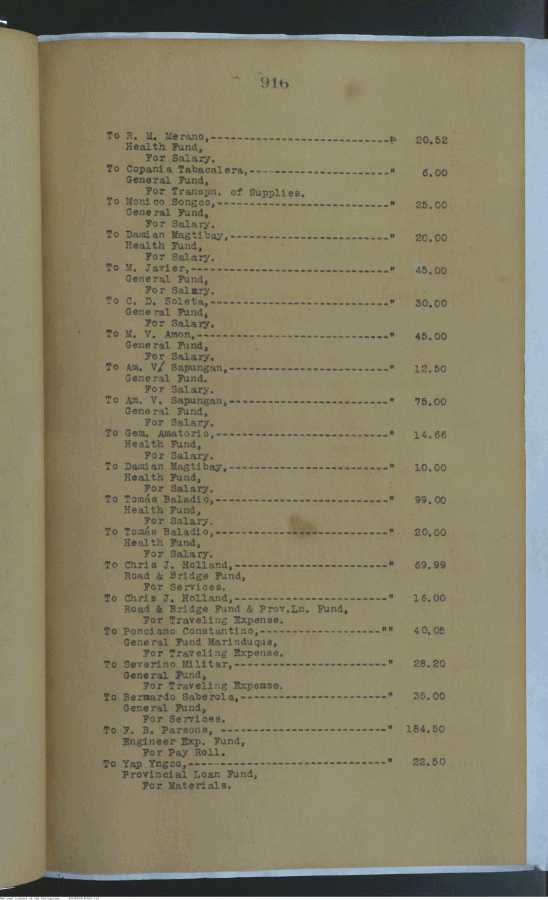 916
To R. M. Merano,------------------------------₱ 20.52
Health Fund,
For Salary.
To Copania Tabacalera,------------------------" 6.00
General Fund,
For Transpn. of Supplies.
To Monico Songco,-----------------------------" 25.00
General Fund,
For Salary.
To Damian Magtibay,---------------------------" 20.00
Health Fund,
For Salary.
To M. Javier,---------------------------------" 45.00
General Fund,
For Salary.
To C. D. Soleta,------------------------------" 30.00
General Fund,
For Salary.
To M. V. Amon,--------------------------------" 45.00
General Fund,
For Salary.
To Am. V/ Sapungan,---------------------------" 12.50
General Fund.
For Salary.
To Am. V. Sapungan,---------------------------" 75.00
General Fund,
For Salary.
To Gem. Amatorio,-----------------------------" 14.66
Health Fund,
For Salary.
To Damian Magtibay,---------------------------" 10.00
Health Fund,
For Salary.
To Tomás Baladio,-----------------------------" 99.00
Health Fund,
For Salary.
To Tomás Baladio,-----------------------------" 20.00
Health Fund,
For Salary.
To Chris J. Holland,--------------------------" 69.99
Road & Bridge Fund,
For Services.
To Chris J. Holland,--------------------------" 16.00
Road & Bridge Fund & Prov.Ln. Fund,
For Traveling Expense.
To Ponciano Constantino,---------------------"" 40.05
General Fund Marinduque,
For Traveling Expense.
To Severino Militar,--------------------------" 28.20
General Fund,
For Traveling Expense.
To Bernardo Saberola,-------------------------" 35.00
General Fund,
For Services.
To F. B. Parsons, ----------------------------" 184.50
Engineer Exp. Fund,
For Pay Roll.
To Yap Yngco,---------------------------------" 22.50
Provincial Loan Fund,
For Materials.
National Library of the Philippines